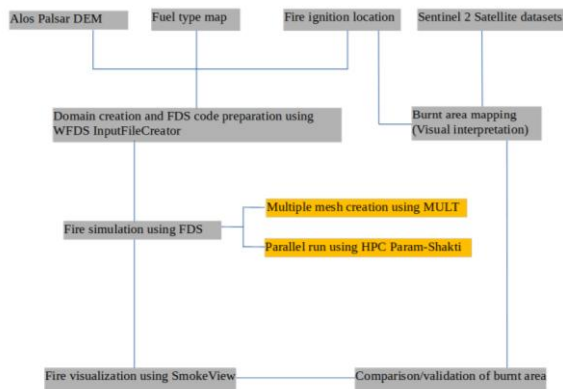 Alos Palsar DEM
Fuel type map
Fire ignition location
Sentinel 2 Satellite datasets
Domain creation and FDS code preparation using
WFDS InputFileCreator
Burnt area mapping
(Visual interpretation)
Multiple mesh creation using MULT
Fire simulation using FDS
Parallel run using HPC Param-Shakti
Fire visualization using SmokeView
Comparison/validation of burnt area